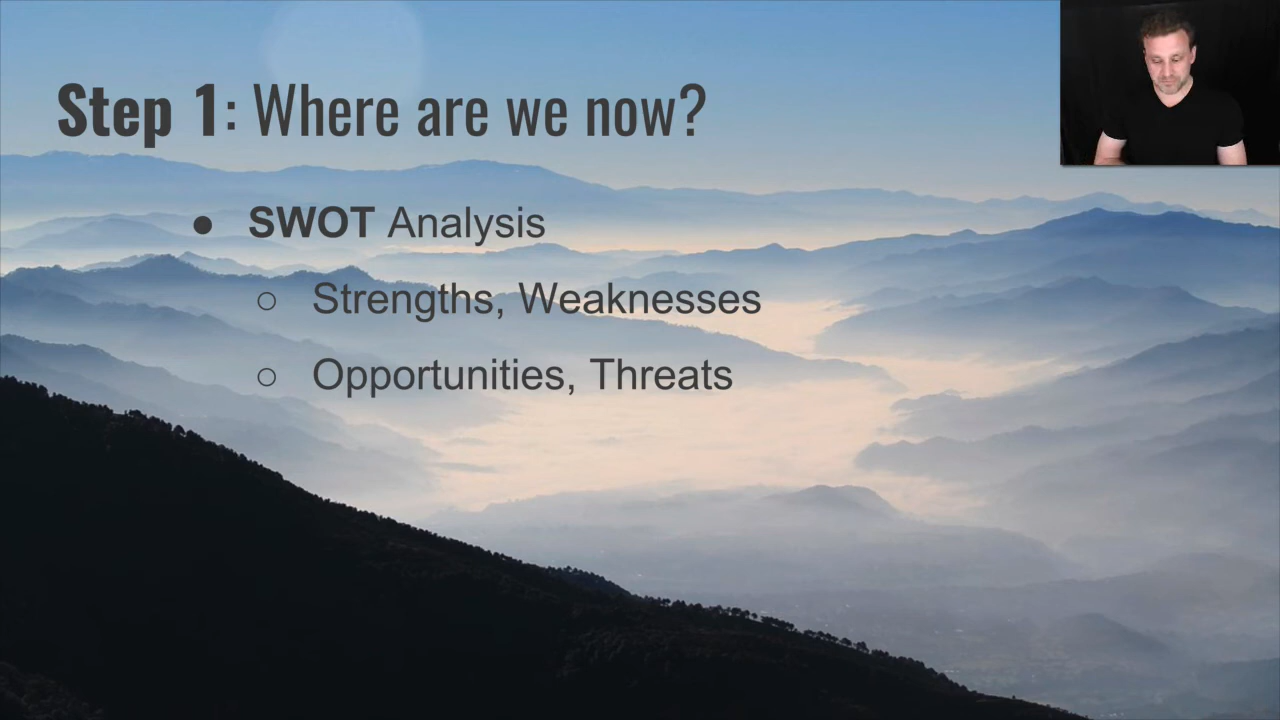 Step 1: Where are we now?
● SWOT Analysis
○ Strengths, Weaknesses
○ Opportunities, Threats